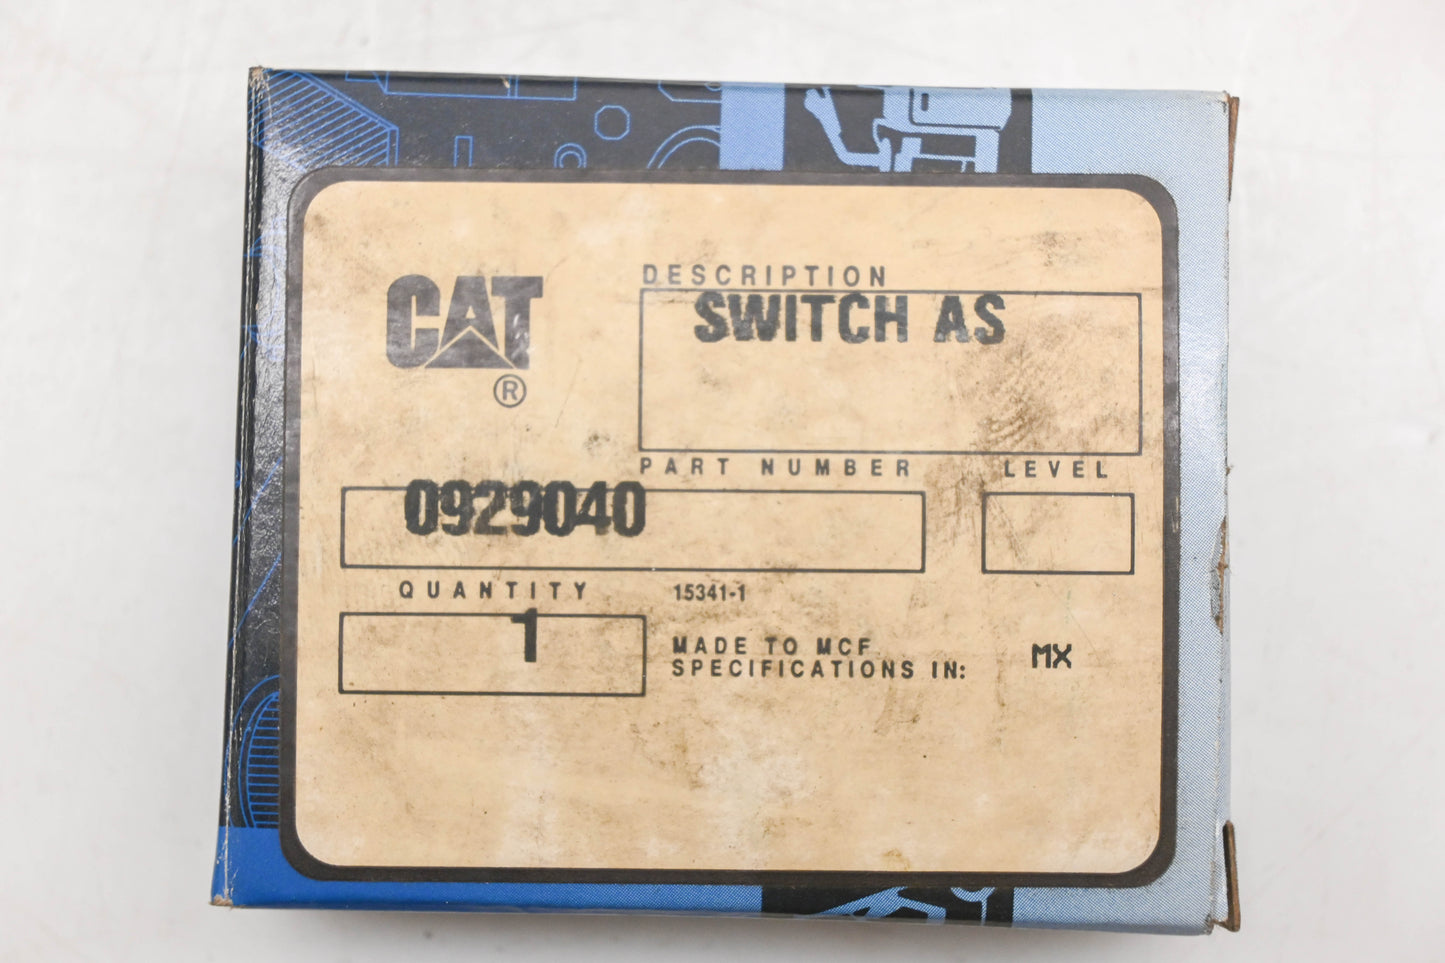 CAT
®
DESCRIPTION
SWITCH AS
PART NUMBER LEVEL
0929040
QUANTITY 15341-1
1
MADE TO MCF
SPECIFICATIONS IN: MX